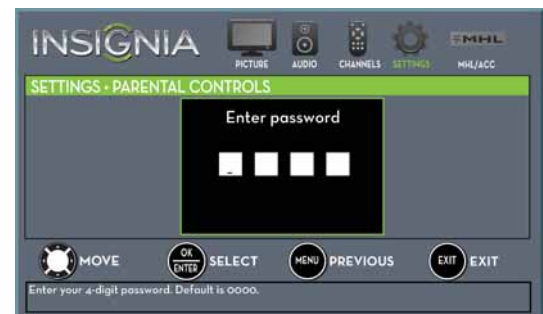 INSIGNIA
PICTURE AUDIO CHANNELS SETTINGS MHL/ACC
MHL
SETTINGS • PARENTAL CONTROLS
Enter password
_
MOVE OK ENTER SELECT MENU PREVIOUS EXIT EXIT
Enter your 4-digit password. Default is 0000.